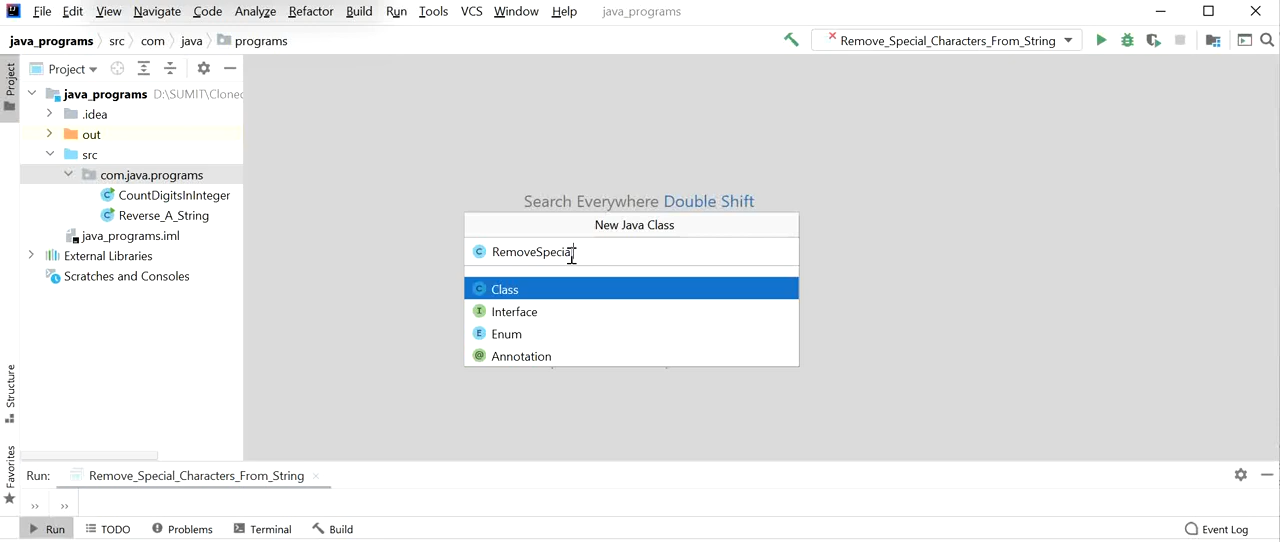 File Edit View Navigate Code Analyze Refactor Build Run Tools VCS Window Help java_programs
java_programs src com java programs Remove_Special_Characters_From_String
Project Project
java_programs D:\SUMIT\Cloned
.idea
out
src
com.java.programs
CountDigitsInInteger
Reverse_A_String
java_programs.iml
External Libraries
Scratches and Consoles
Search Everywhere Double Shift
New Java Class
RemoveSpecial
Class
Interface
Enum
Annotation
Structure
Favorites
Run: Remove_Special_Characters_From_String
Run TODO Problems Terminal Build Event Log